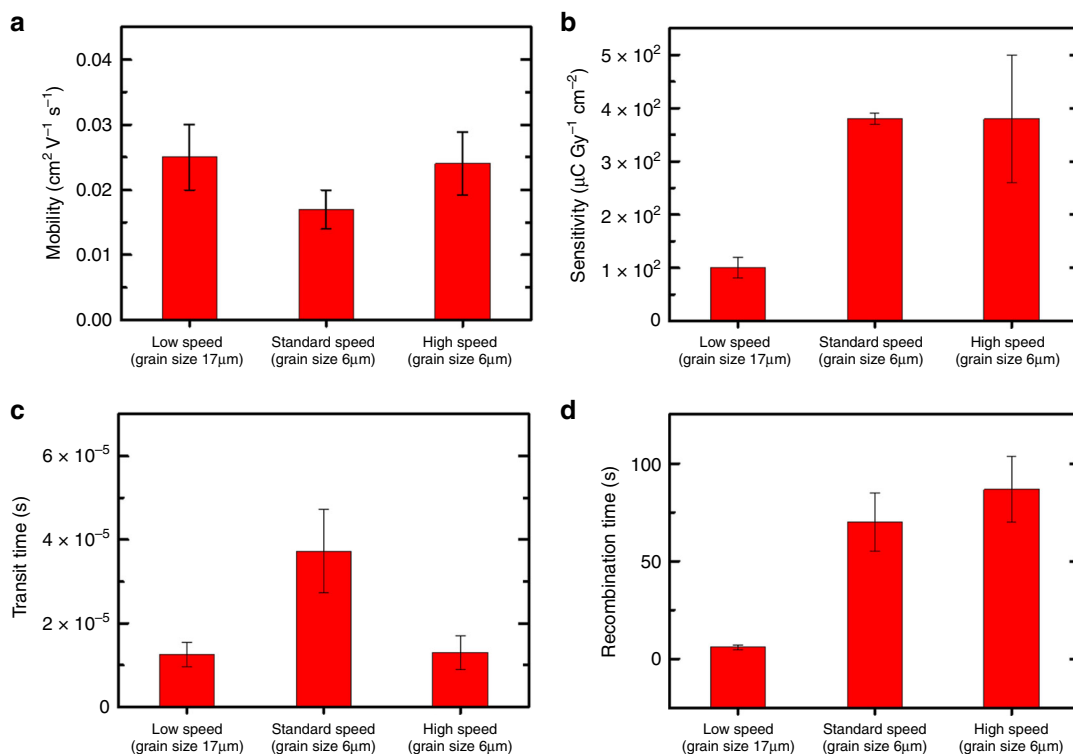 a
Mobility (cm² V⁻¹ s⁻¹)
0.04
0.03
0.02
0.01
0.00
Low speed
(grain size 17μm)
Standard speed
(grain size 6μm)
High speed
(grain size 6μm)
b
Sensitivity (μC Gy⁻¹ cm⁻²)
5 × 10²
4 × 10²
3 × 10²
2 × 10²
1 × 10²
0
Low speed
(grain size 17μm)
Standard speed
(grain size 6μm)
High speed
(grain size 6μm)
c
Transit time (s)
6 × 10⁻⁵
4 × 10⁻⁵
2 × 10⁻⁵
0
Low speed
(grain size 17μm)
Standard speed
(grain size 6μm)
High speed
(grain size 6μm)
d
Recombination time (s)
100
50
0
Low speed
(grain size 17μm)
Standard speed
(grain size 6μm)
High speed
(grain size 6μm)